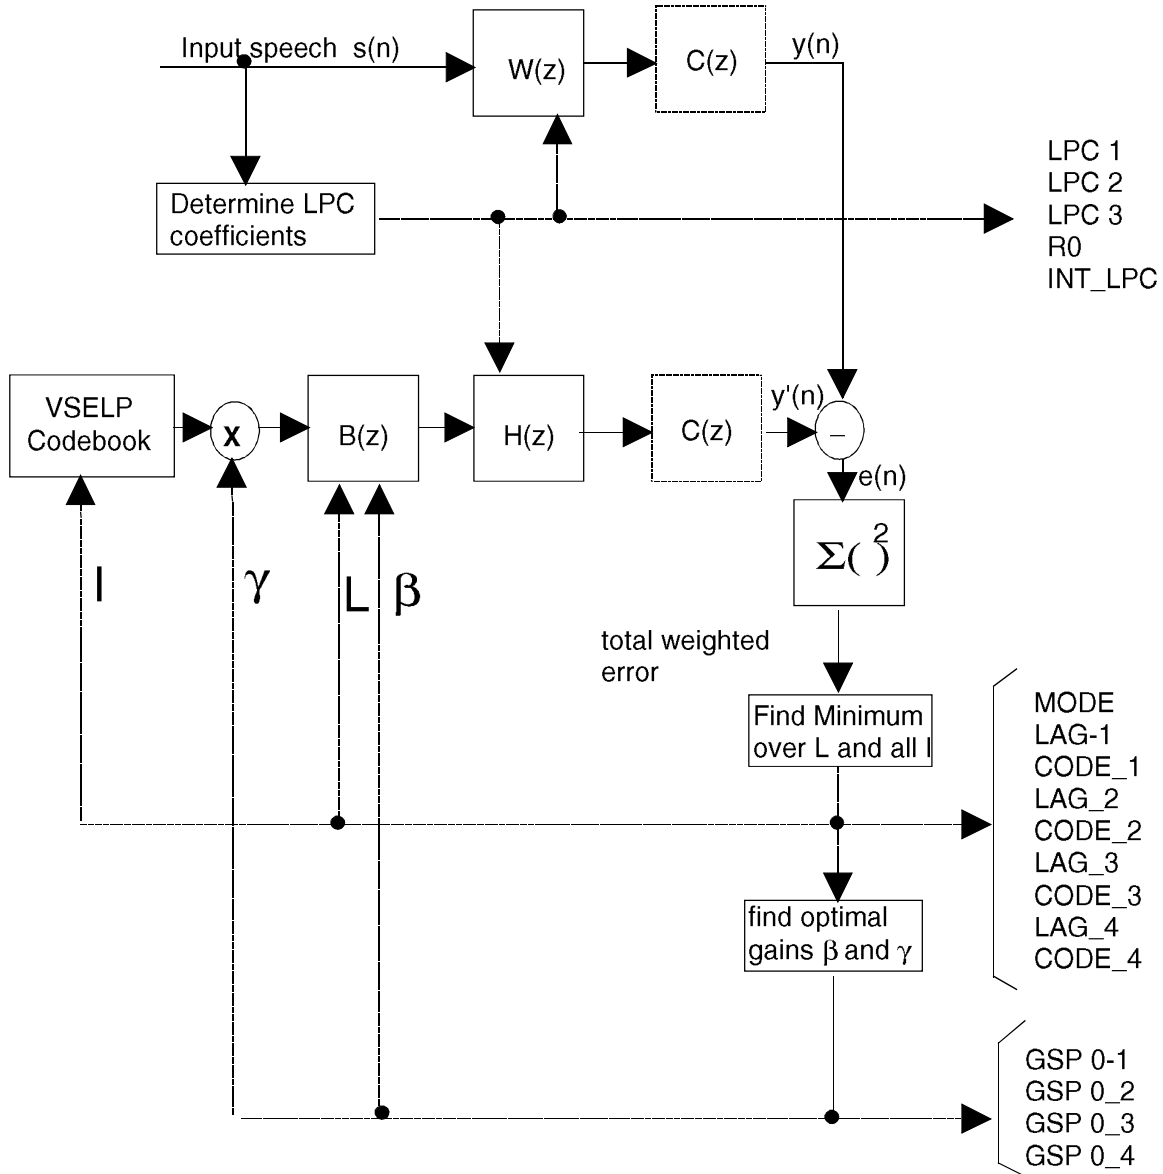 Input speech s(n)
W(z)
C(z)
y(n)
LPC 1
LPC 2
LPC 3
R0
INT_LPC
Determine LPC
coefficients
VSELP
Codebook
X
B(z)
H(z)
C(z)
y'(n)
–
e(n)
Σ( )²
I
γ
L
β
total weighted
error
Find Minimum
over L and all I
MODE
LAG-1
CODE_1
LAG_2
CODE_2
LAG_3
CODE_3
LAG_4
CODE_4
find optimal
gains β and γ
GSP 0-1
GSP 0_2
GSP 0_3
GSP 0_4